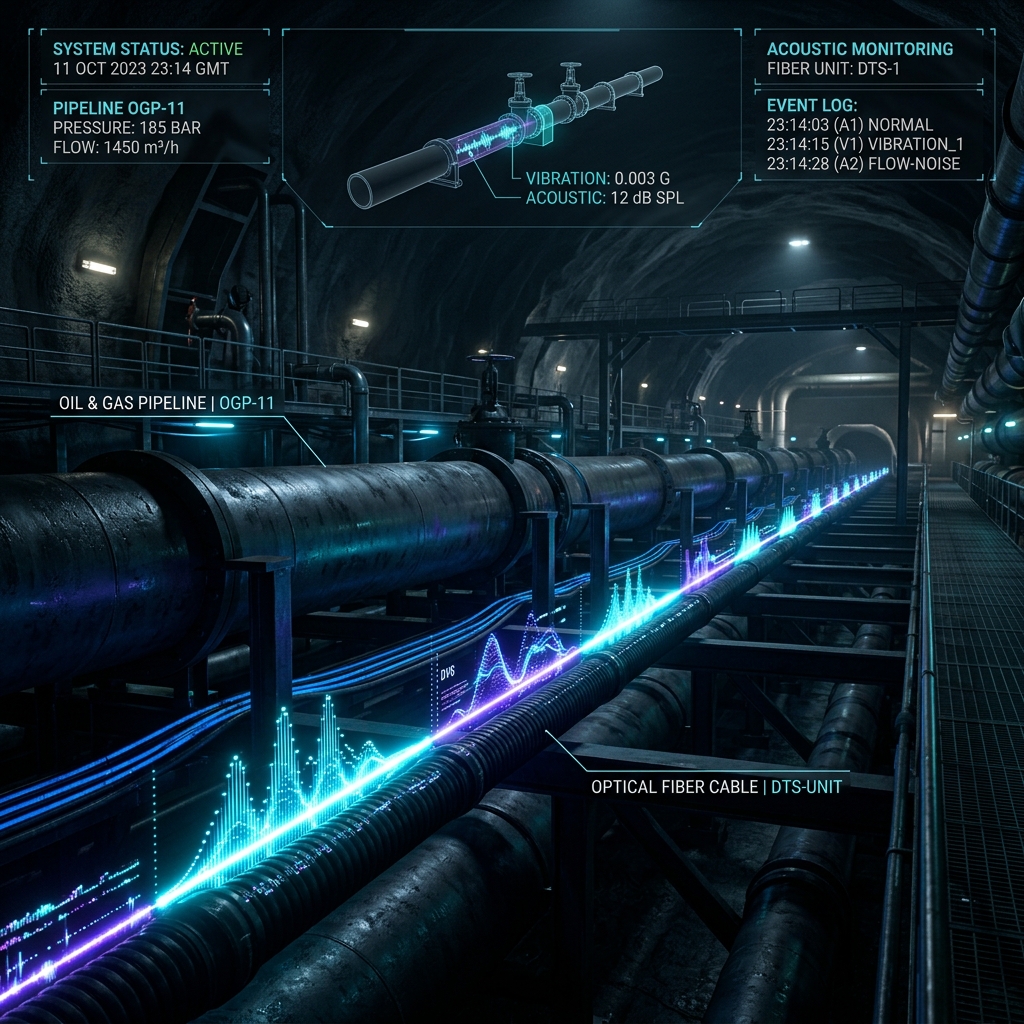 SYSTEM STATUS: ACTIVE
11 OCT 2023 23:14 GMT
PIPELINE OGP-11
PRESSURE: 185 BAR
FLOW: 1450 m³/h
VIBRATION: 0.003 G
ACOUSTIC: 12 dB SPL
ACOUSTIC MONITORING
FIBER UNIT: DTS-1
EVENT LOG:
23:14:03 (A1) NORMAL
23:14:15 (V1) VIBRATION_1
23:14:28 (A2) FLOW-NOISE
OIL & GAS PIPELINE | OGP-11
OPTICAL FIBER CABLE | DTS-UNIT